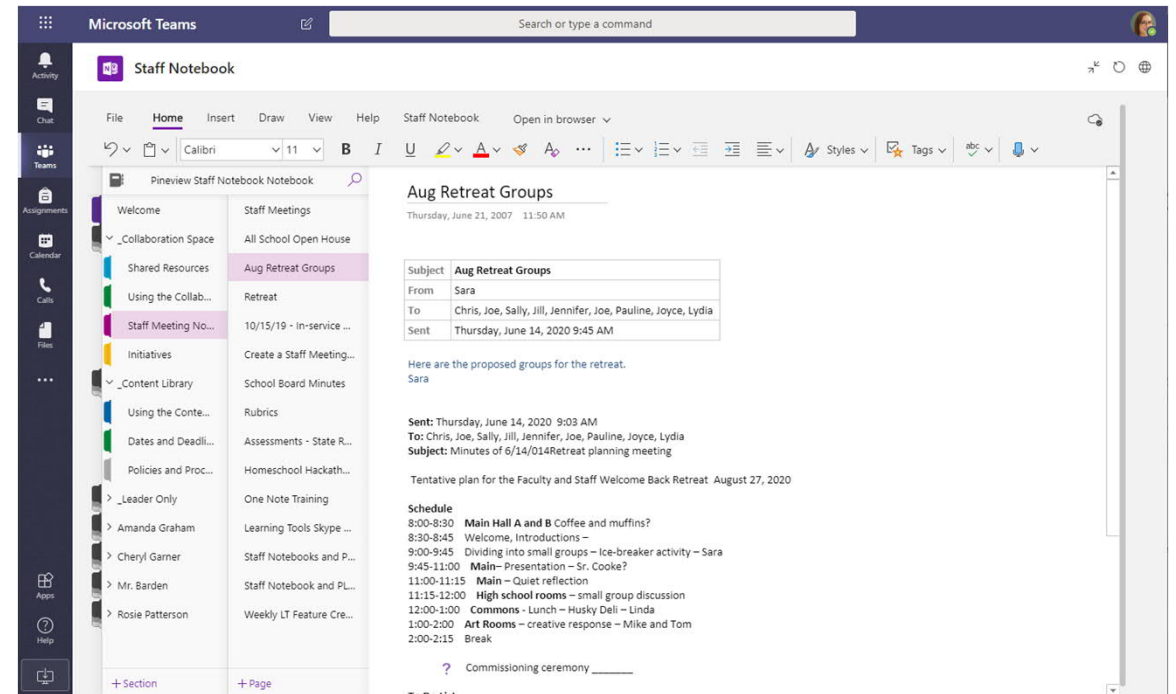 Microsoft Teams
Search or type a command
Activity
Chat
Teams
Assignments
Calendar
Calls
Files
Apps
Help
Staff Notebook
File Home Insert Draw View Help Staff Notebook Open in browser
Calibri 11 B I U A A Styles Tags abc
Pineview Staff Notebook Notebook
Welcome
_Collaboration Space
Shared Resources
Using the Collab...
Staff Meeting No...
Initiatives
_Content Library
Using the Conte...
Dates and Deadli...
Policies and Proc...
_Leader Only
Amanda Graham
Cheryl Garner
Mr. Barden
Rosie Patterson
+ Section
Staff Meetings
All School Open House
Aug Retreat Groups
Retreat
10/15/19 - In-service ...
Create a Staff Meeting...
School Board Minutes
Rubrics
Assessments - State R...
Homeschool Hackath...
One Note Training
Learning Tools Skype ...
Staff Notebooks and P...
Staff Notebook and PL...
Weekly LT Feature Cre...
+ Page
Aug Retreat Groups
Thursday, June 21, 2007 11:50 AM
Subject Aug Retreat Groups
From Sara
To Chris, Joe, Sally, Jill, Jennifer, Joe, Pauline, Joyce, Lydia
Sent Thursday, June 14, 2020 9:45 AM
Here are the proposed groups for the retreat.
Sara
Sent: Thursday, June 14, 2020 9:03 AM
To: Chris, Joe, Sally, Jill, Jennifer, Joe, Pauline, Joyce, Lydia
Subject: Minutes of 6/14/014Retreat planning meeting
Tentative plan for the Faculty and Staff Welcome Back Retreat August 27, 2020
Schedule
8:00-8:30 Main Hall A and B Coffee and muffins?
8:30-8:45 Welcome, Introductions –
9:00-9:45 Dividing into small groups – Ice-breaker activity – Sara
9:45-11:00 Main– Presentation – Sr. Cooke?
11:00-11:15 Main – Quiet reflection
11:15-12:00 High school rooms – small group discussion
12:00-1:00 Commons - Lunch – Husky Deli – Linda
1:00-2:00 Art Rooms – creative response – Mike and Tom
2:00-2:15 Break
? Commissioning ceremony _______